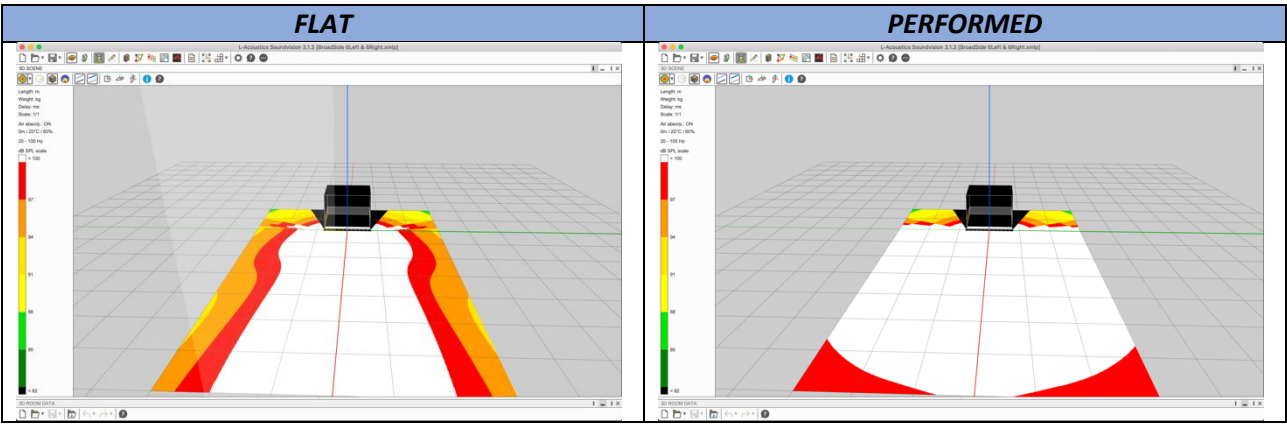 FLAT
PERFORMED
L-Acoustics Soundvision 3.1.3 [BroadSide 6Left & 6Right.xmlp]
3D SCENE
Length: m
Weight: kg
Delay: ms
Scale: 1/1
Air absorp.: ON
0m / 20°C / 60%
20 - 100 Hz
dB SPL scale
> 100
97
94
91
88
85
< 82
3D ROOM DATA
L-Acoustics Soundvision 3.1.3 [BroadSide 6Left & 6Right.xmlp]
3D SCENE
Length: m
Weight: kg
Delay: ms
Scale: 1/1
Air absorp.: ON
0m / 20°C / 60%
20 - 100 Hz
dB SPL scale
> 100
97
94
91
88
85
< 82
3D ROOM DATA